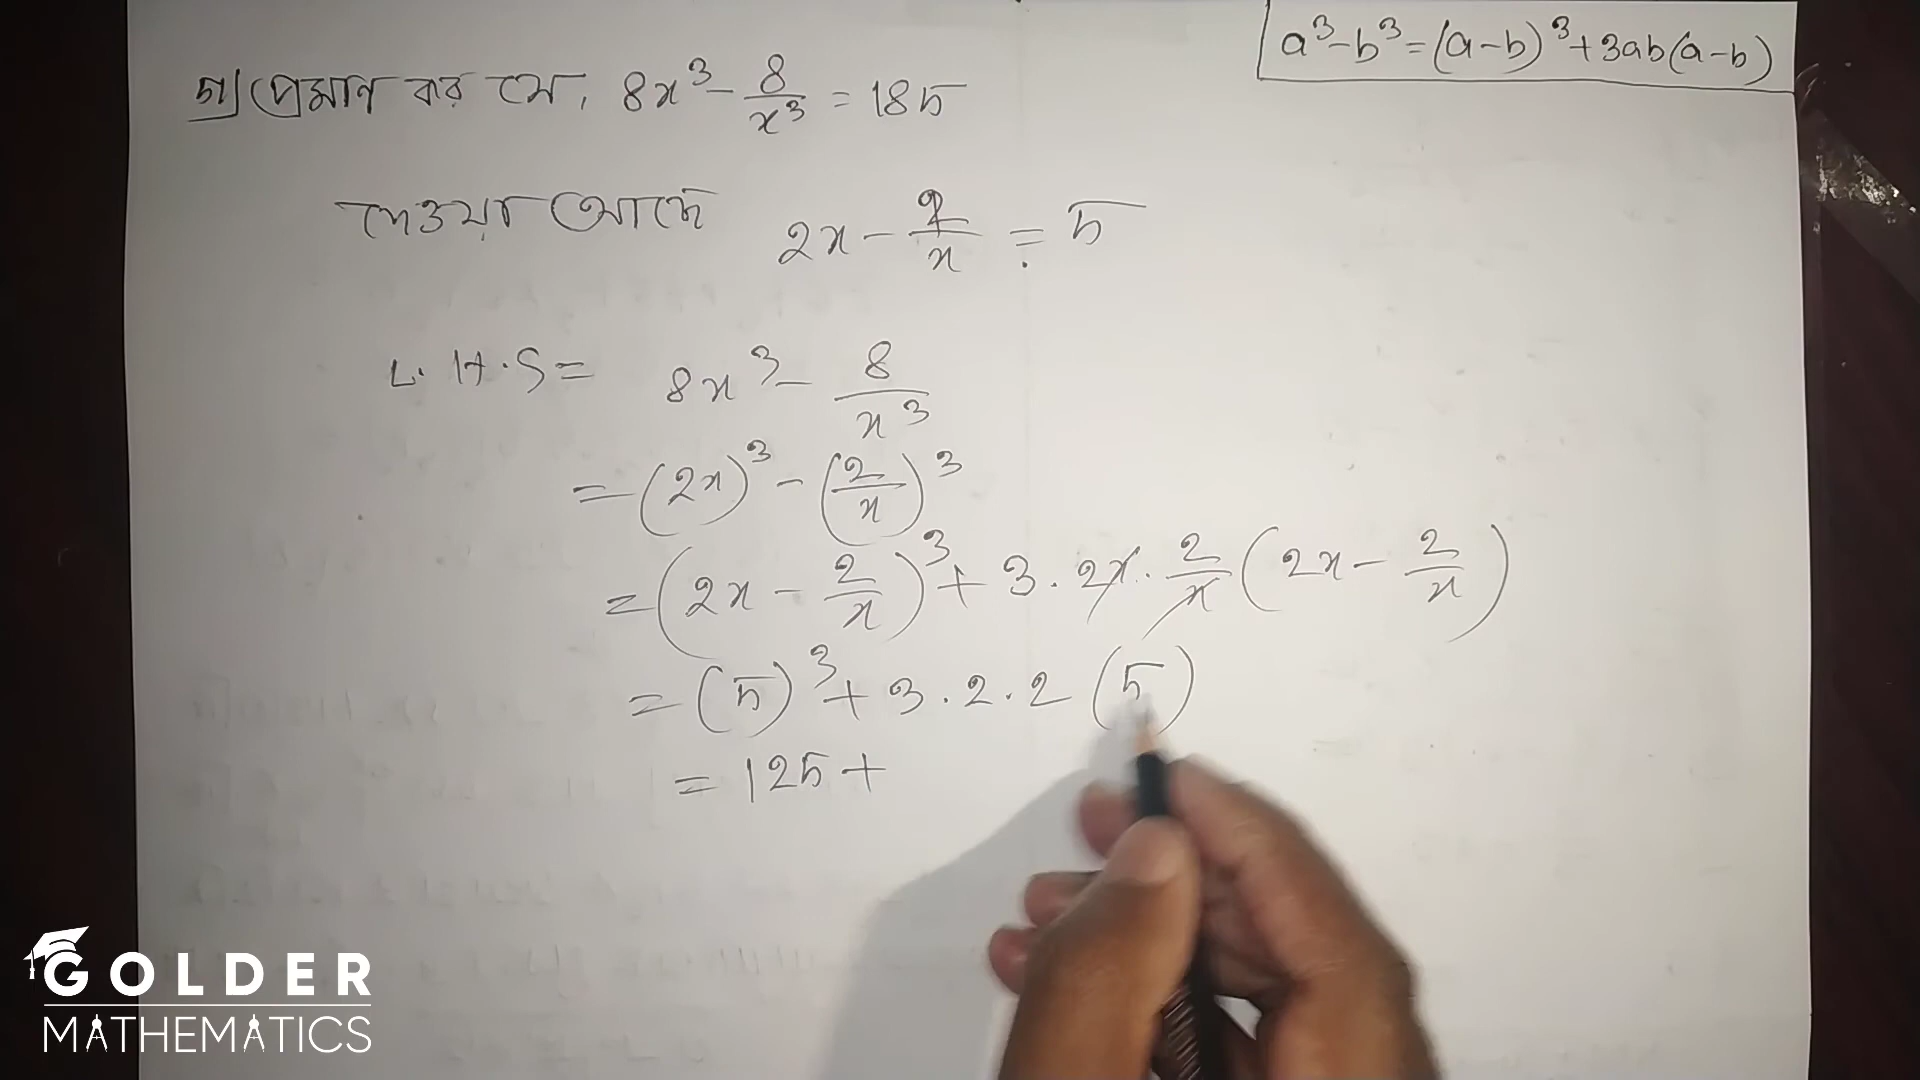 a³-b³=(a-b)³+3ab(a-b)
গ) প্রেমান কর যে, 8x³ - 8/x³ = 185
দেওয়া আছে 2x - 2/x = 5
L.H.S = 8x³ - 8/x³
= (2x)³ - (2/x)³
= (2x - 2/x)³ + 3.2x.2/x (2x - 2/x)
= (5)³ + 3.2.2 (5)
= 125 +
GOLDER
MATHEMATICS